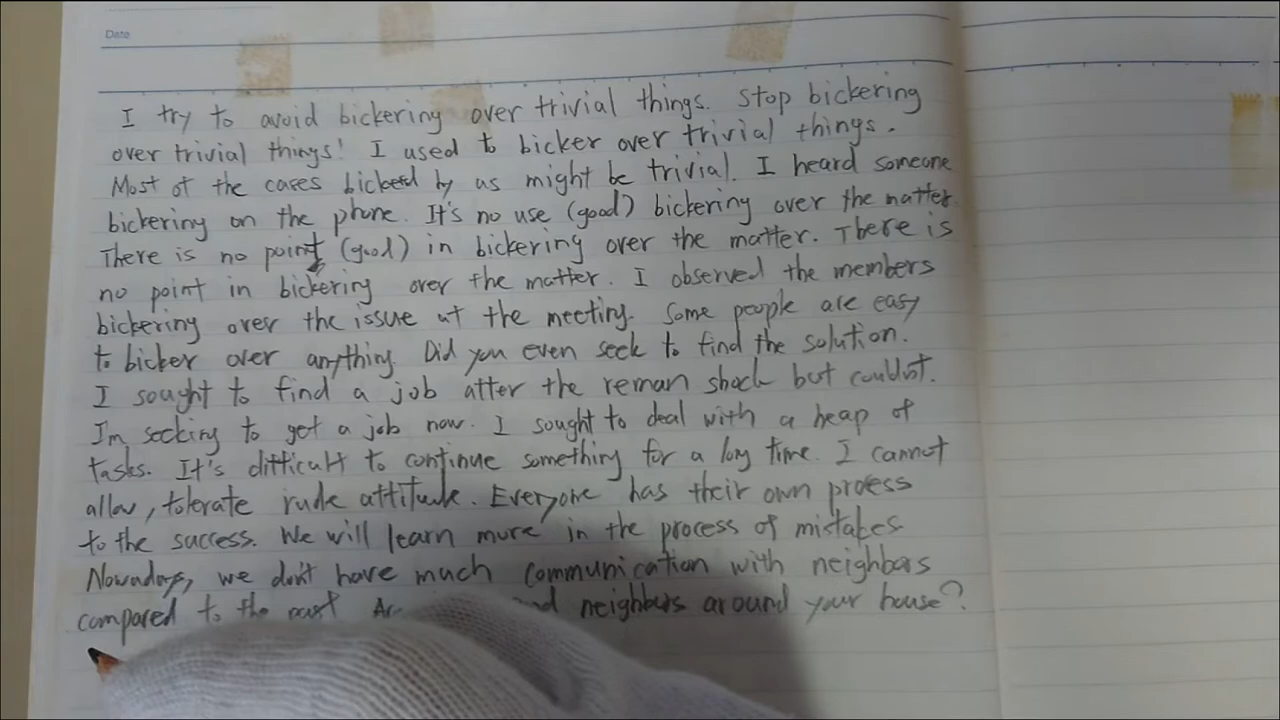 Date
I try to avoid bickering over trivial things. Stop bickering
over trivial things! I used to bicker over trivial things.
Most of the cases by us might be trivial. I heard someone
bickering on the phone. It's no use (good) bickering over the matter.
There is no point (good) in bickering over the matter. There is
no point in bickering over the matter. I observed the members
bickering over the issue at the meeting. Some people are easy
to bicker over anything. Did you even seek to find the solution.
I sought to find a job after the reman shock but couldn't.
I'm seeking to get a job now. I sought to deal with a heap of
tasks. It's difficult to continue something for a long time. I cannot
allow, tolerate rude attitude. Everyone has their own process
to the success. We will learn more in the process of mistakes
Nowadays, we don't have much communication with neighbors
compared to the past neighbors around your house?